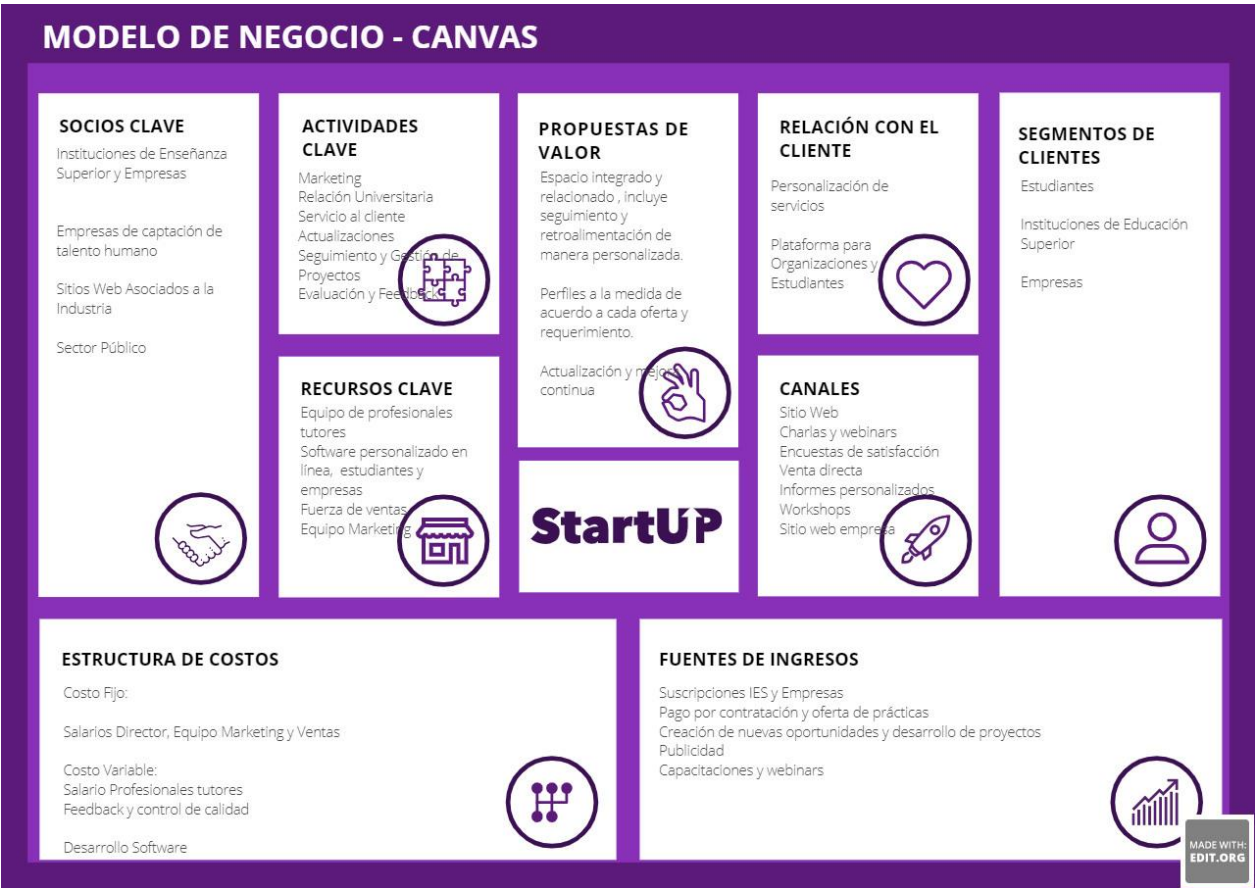 MODELO DE NEGOCIO - CANVAS
SOCIOS CLAVE
Instituciones de Enseñanza
Superior y Empresas
Empresas de captación de
talento humano
Sitios Web Asociados a la
Industria
Sector Público
ACTIVIDADES
CLAVE
Marketing
Relación Universitaria
Servicio al cliente
Actualizaciones
Seguimiento y Gestión de
Proyectos
Evaluación y Feedback
RECURSOS CLAVE
Equipo de profesionales
tutores
Software personalizado en
línea, estudiantes y
empresas
Fuerza de ventas
Equipo Marketing
PROPUESTAS DE
VALOR
Espacio integrado y
relacionado , incluye
seguimiento y
retroalimentación de
manera personalizada.
Perfiles a la medida de
acuerdo a cada oferta y
requerimiento.
Actualización y mejora
continua
StartUP
RELACIÓN CON EL
CLIENTE
Personalización de
servicios
Plataforma para
Organizaciones y
Estudiantes
CANALES
Sitio Web
Charlas y webinars
Encuestas de satisfacción
Venta directa
Informes personalizados
Workshops
Sitio web empresa
SEGMENTOS DE
CLIENTES
Estudiantes
Instituciones de Educación
Superior
Empresas
ESTRUCTURA DE COSTOS
Costo Fijo:
Salarios Director, Equipo Marketing y Ventas
Costo Variable:
Salario Profesionales tutores
Feedback y control de calidad
Desarrollo Software
FUENTES DE INGRESOS
Suscripciones IES y Empresas
Pago por contratación y oferta de prácticas
Creación de nuevas oportunidades y desarrollo de proyectos
Publicidad
Capacitaciones y webinars
MADE WITH:
EDIT.ORG